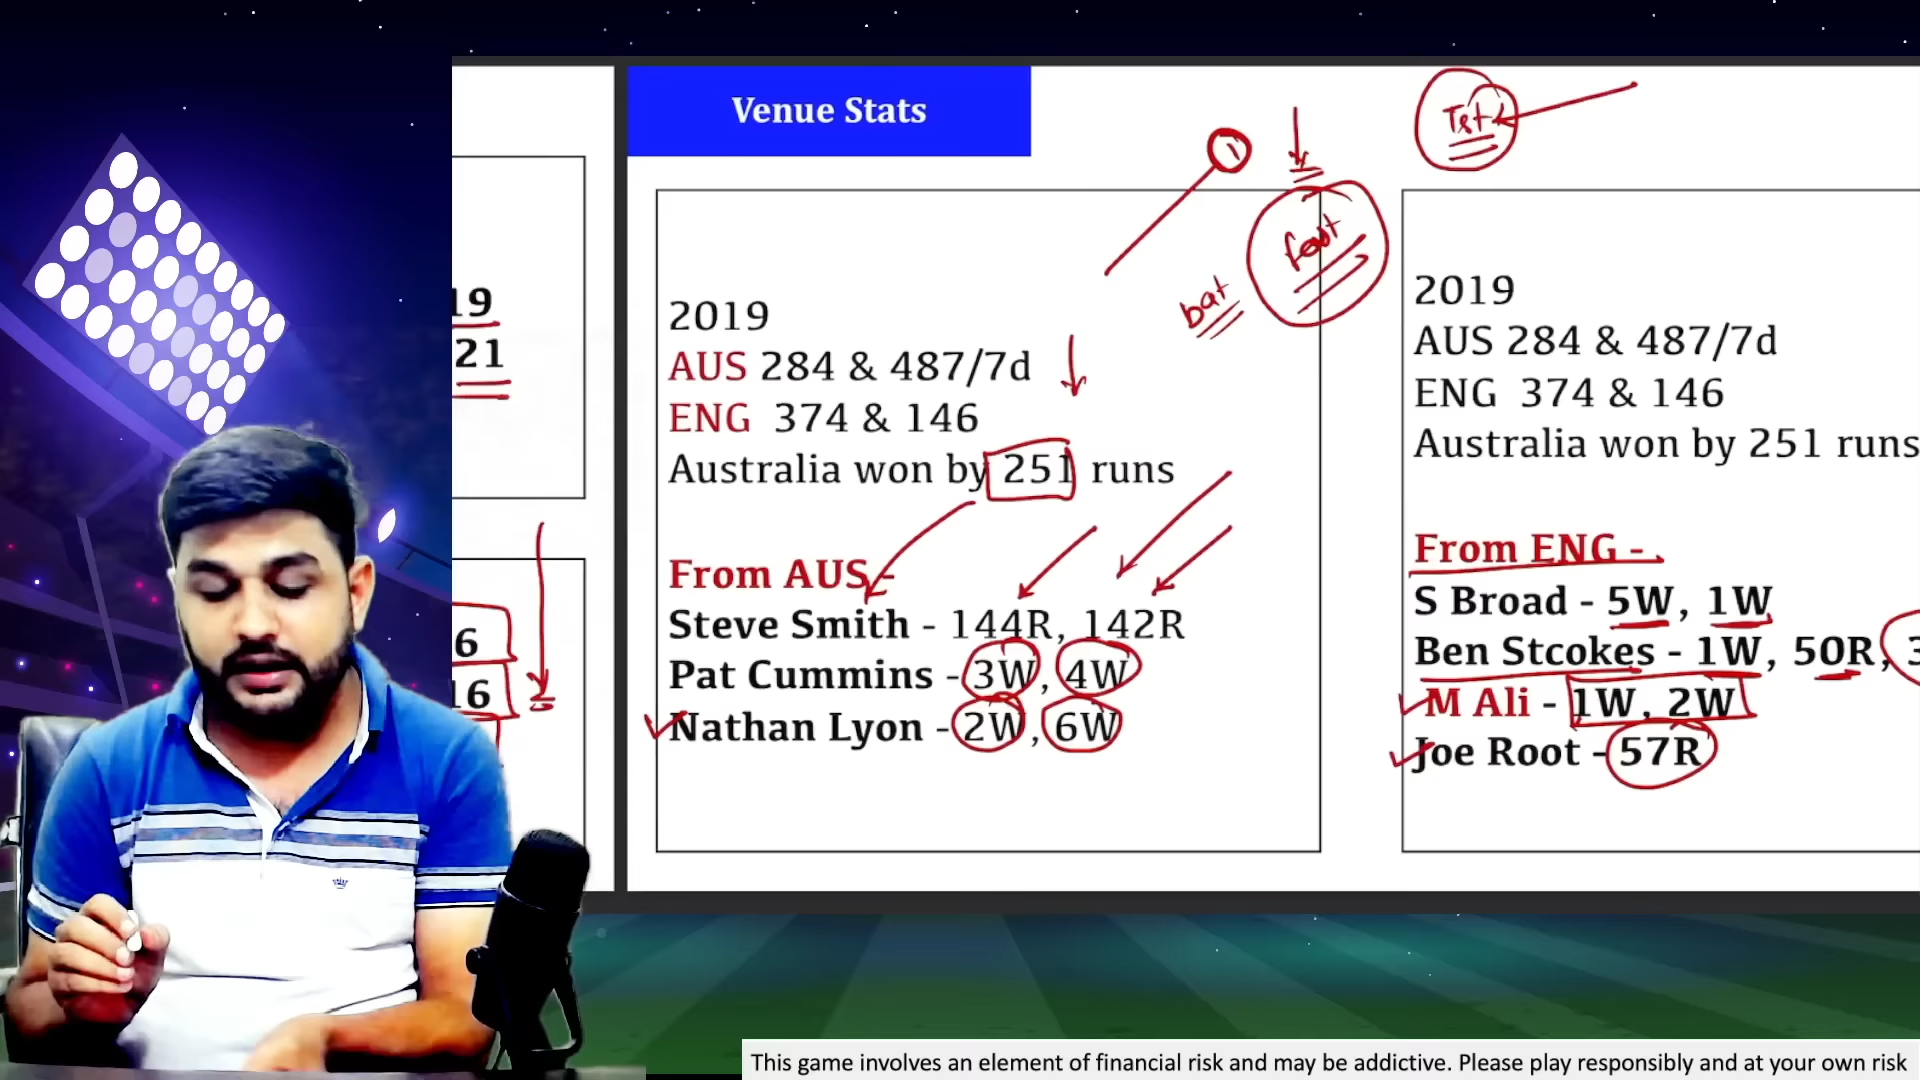 Venue Stats
Tst
1
fav
bat
19
21
2019
AUS 284 & 487/7d
ENG 374 & 146
Australia won by 251 runs
From AUS -
Steve Smith - 144R, 142R
Pat Cummins - 3W, 4W
Nathan Lyon - 2W, 6W
6
16
2019
AUS 284 & 487/7d
ENG 374 & 146
Australia won by 251 runs
From ENG -
S Broad - 5W, 1W
Ben Stcokes - 1W, 50R, 3
M Ali - 1W, 2W
Joe Root - 57R
This game involves an element of financial risk and may be addictive. Please play responsibly and at your own risk